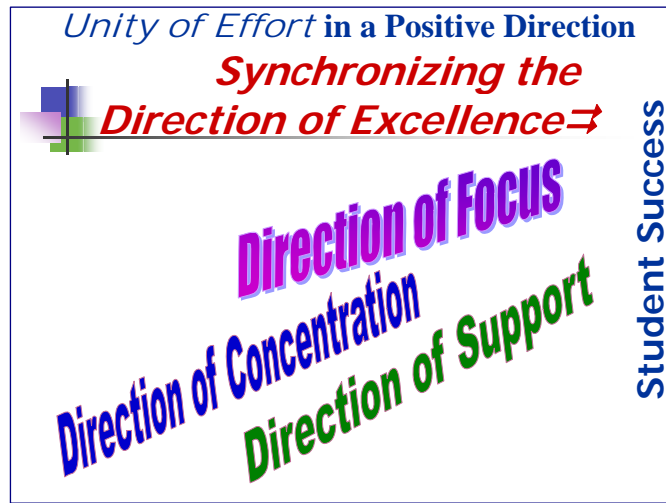 Unity of Effort in a Positive Direction
Synchronizing the
Direction of Excellence⇉
Direction of Focus
Direction of Concentration
Direction of Support
Student Success